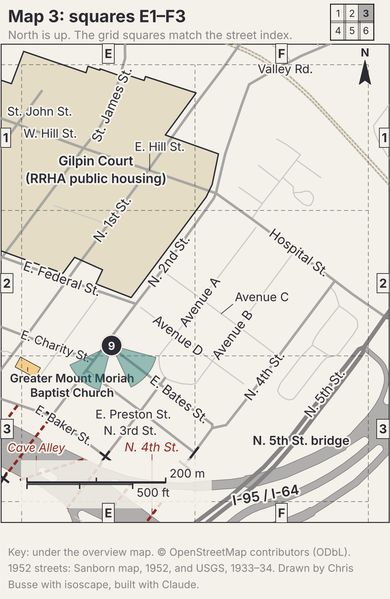 Map 3: squares E1–F3
North is up. The grid squares match the street index.
1 2 3
4 5 6
E
F
N
Valley Rd.
St. James St.
St. John St.
W. Hill St.
1
1
E. Hill St.
Gilpin Court
(RRHA public housing)
N. 1st St.
N. 2nd St.
Hospital St.
E. Federal St.
2
2
Avenue A
Avenue C
Avenue B
Avenue D
E. Charity St.
9
Greater Mount Moriah
Baptist Church
E. Bates St.
N. 4th St.
N. 5th St.
E. Baker St.
E. Preston St.
N. 3rd St.
3
3
Cave Alley
N. 4th St.
N. 5th St. bridge
200 m
500 ft
I-95 / I-64
E
F
Key: under the overview map. © OpenStreetMap contributors (ODbL).
1952 streets: Sanborn map, 1952, and USGS, 1933–34. Drawn by Chris
Busse with isoscape, built with Claude.